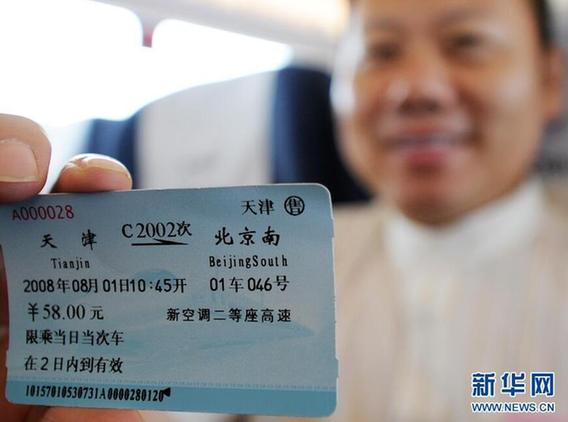 A000028 天津 售
天津 C2002次 北京南
Tianjin BeijingSouth
2008年08月01日10:45开 01车046号
￥58.00元 新空调二等座高速
限乘当日当次车
在2日内到有效
10157010530731A0000280120
新华网
WWW.NEWS.CN